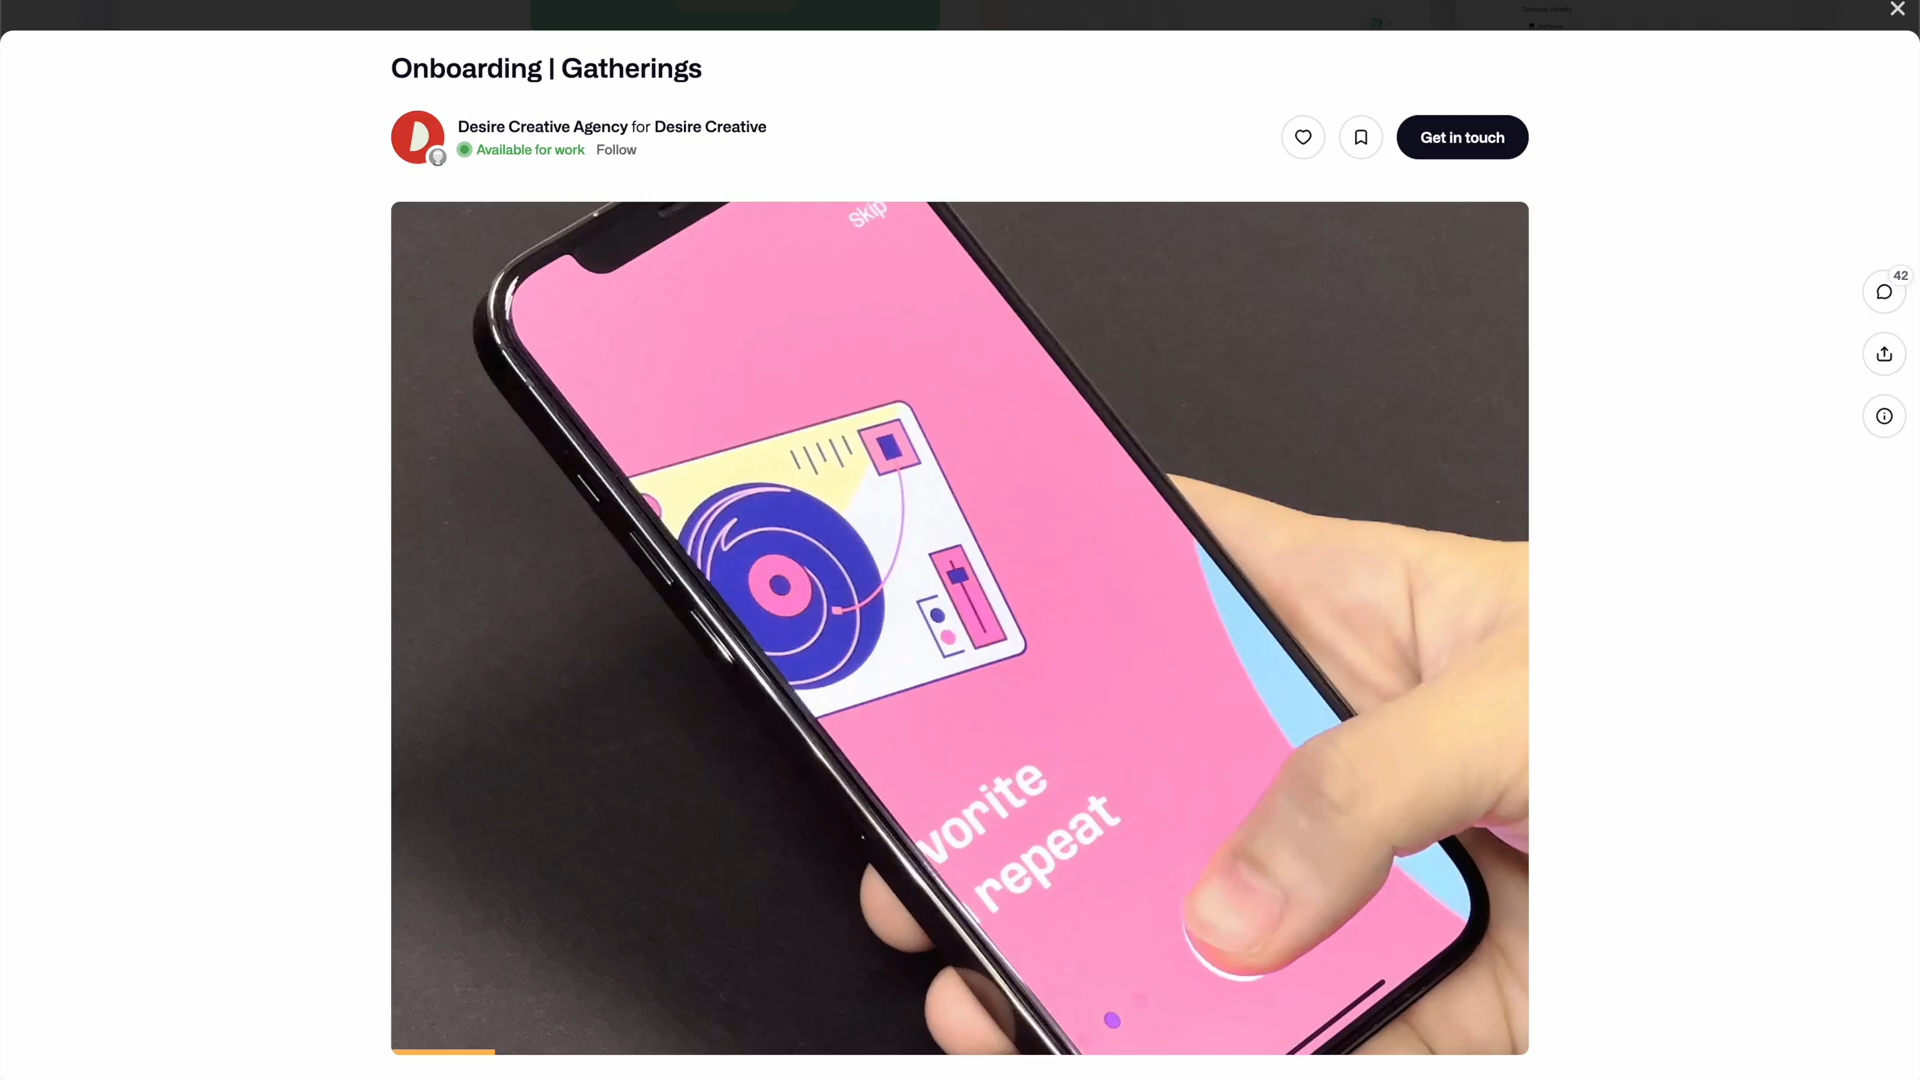 Onboarding | Gatherings
Desire Creative Agency for Desire Creative
Available for work Follow
Get in touch
42
skip
vorite
repeat